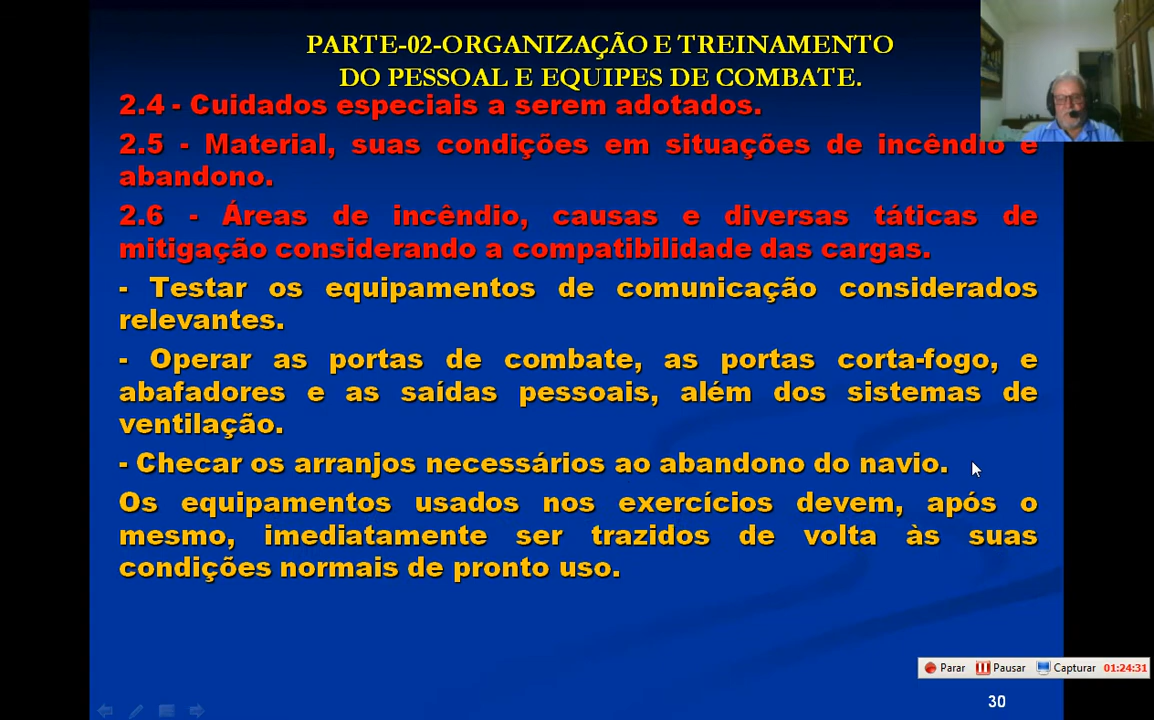 PARTE-02-ORGANIZAÇÃO E TREINAMENTO
DO PESSOAL E EQUIPES DE COMBATE.
2.4 - Cuidados especiais a serem adotados.
2.5 - Material, suas condições em situações de incêndio e
abandono.
2.6 - Áreas de incêndio, causas e diversas táticas de
mitigação considerando a compatibilidade das cargas.
- Testar os equipamentos de comunicação considerados
relevantes.
- Operar as portas de combate, as portas corta-fogo, e
abafadores e as saídas pessoais, além dos sistemas de
ventilação.
- Checar os arranjos necessários ao abandono do navio.
Os equipamentos usados nos exercícios devem, após o
mesmo, imediatamente ser trazidos de volta às suas
condições normais de pronto uso.
Parar Pausar Capturar 01:24:31
30